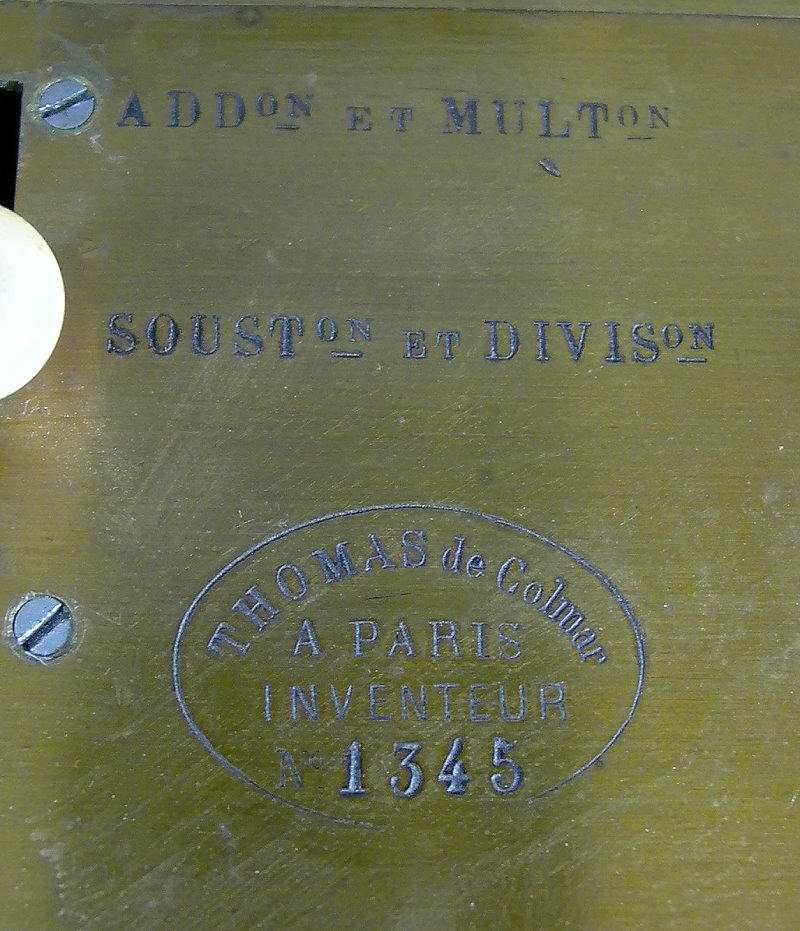 ADDON ET MULTON
SOUSTON ET DIVISON
THOMAS de Colmar
A PARIS
INVENTEUR
No 1345